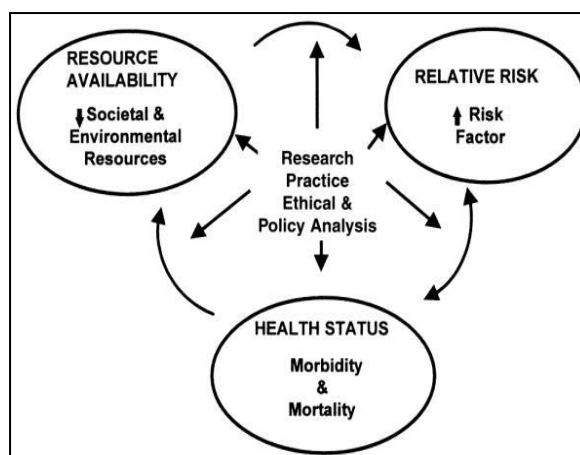 RESOURCE
AVAILABILITY
Societal &
Environmental
Resources
RELATIVE RISK
Risk
Factor
Research
Practice
Ethical &
Policy Analysis
HEALTH STATUS
Morbidity
&
Mortality